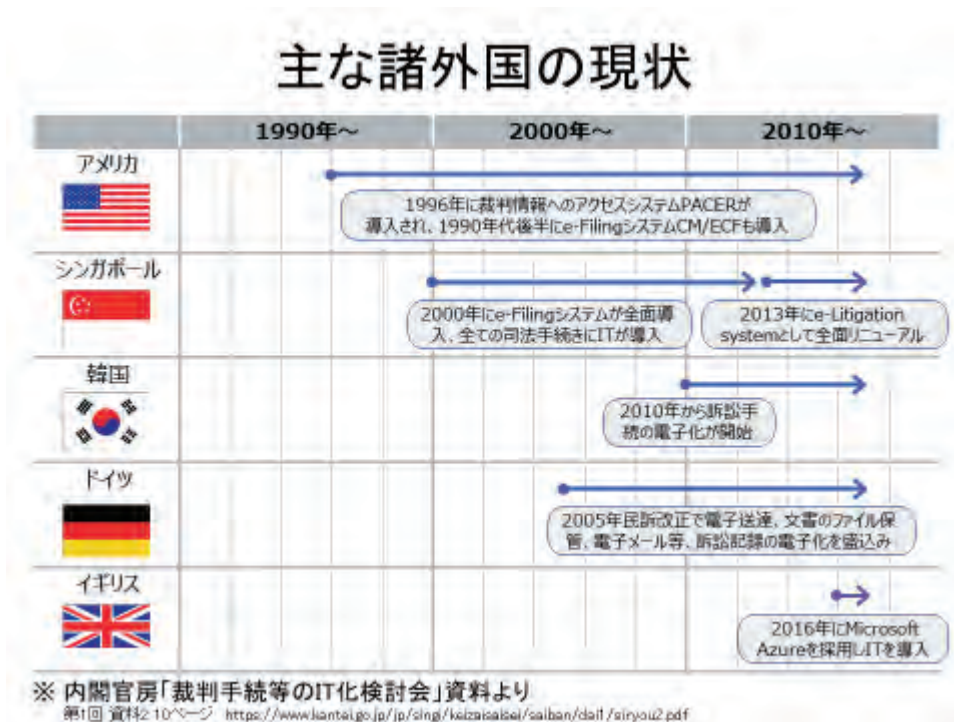 主な諸外国の現状
1990年～ 2000年～ 2010年～
アメリカ
1996年に裁判情報へのアクセスシステムPACERが
導入され、1990年代後半にe-FilingシステムCM/ECFも導入
シンガポール
2000年にe-Filingシステムが全面導
入、全ての司法手続きにITが導入
2013年にe-Litigation
systemとして全面リニューアル
韓国
2010年から訴訟手
続の電子化が開始
ドイツ
2005年民訴改正で電子送達、文書のファイル保
管、電子メール等、訴訟記録の電子化を盛込み
イギリス
2016年にMicrosoft
Azureを採用しITを導入
※ 内閣官房「裁判手続等のIT化検討会」資料より
第1回 資料2 10ページ https://www.kantei.go.jp/jp/singi/keizaisaisei/saiban/dai1/siryou2.pdf